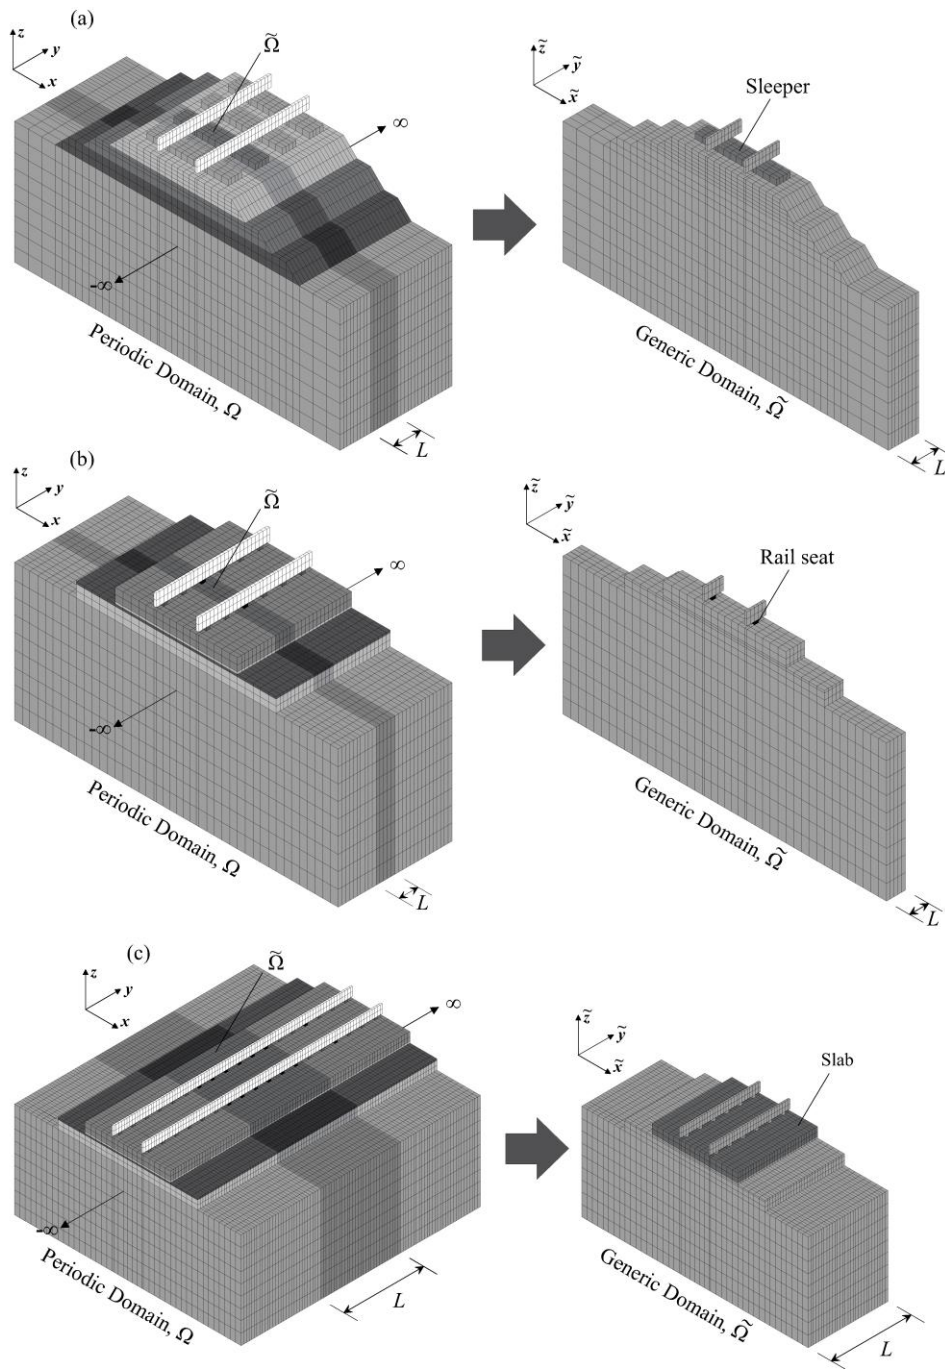 (a)
z
y
x
Ω̃
∞
-∞
Periodic Domain, Ω
L
z̃
ỹ
x̃
Sleeper
Generic Domain, Ω̃
L
(b)
z
y
x
Ω̃
∞
-∞
Periodic Domain, Ω
L
z̃
ỹ
x̃
Rail seat
Generic Domain, Ω̃
L
(c)
z
y
x
Ω̃
∞
-∞
Periodic Domain, Ω
L
z̃
ỹ
x̃
Slab
Generic Domain, Ω̃
L